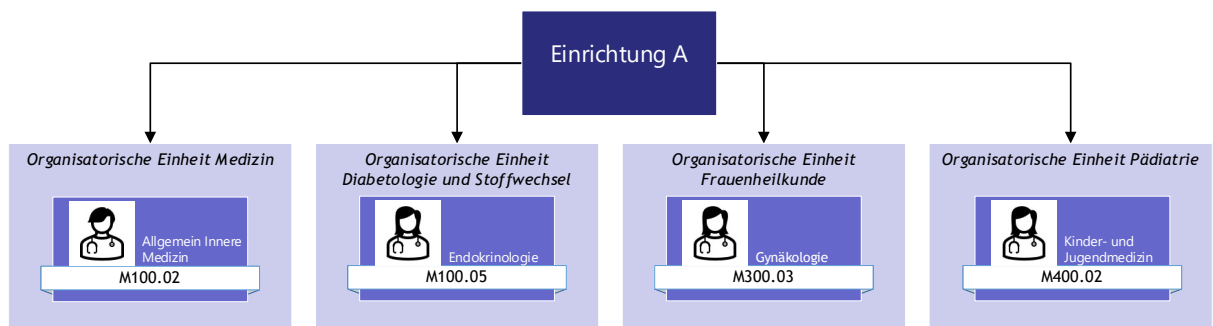 Einrichtung A
Organisatorische Einheit Medizin
Allgemein Innere
Medizin
M100.02
Organisatorische Einheit
Diabetologie und Stoffwechsel
Endokrinologie
M100.05
Organisatorische Einheit
Frauenheilkunde
Gynäkologie
M300.03
Organisatorische Einheit Pädiatrie
Kinder- und
Jugendmedizin
M400.02